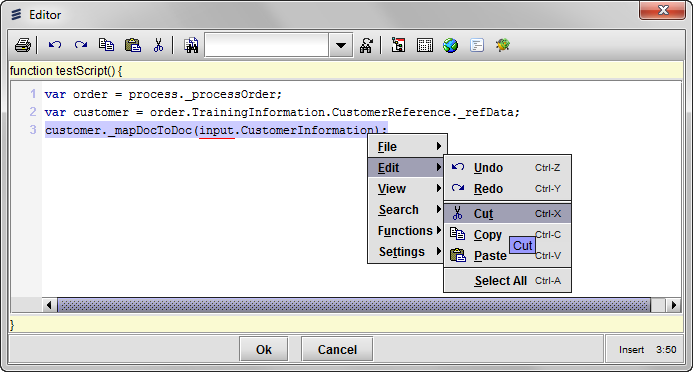 Editor
function testScript() {
1 var order = process._processOrder;
2 var customer = order.TrainingInformation.CustomerReference._refData;
3 customer._mapDocToDoc(input.CustomerInformation);
File
Edit
View
Search
Functions
Settings
Undo Ctrl-Z
Redo Ctrl-Y
Cut Ctrl-X
Copy Ctrl-C
Cut
Paste Ctrl-V
Select All Ctrl-A
}
Ok Cancel Insert 3:50